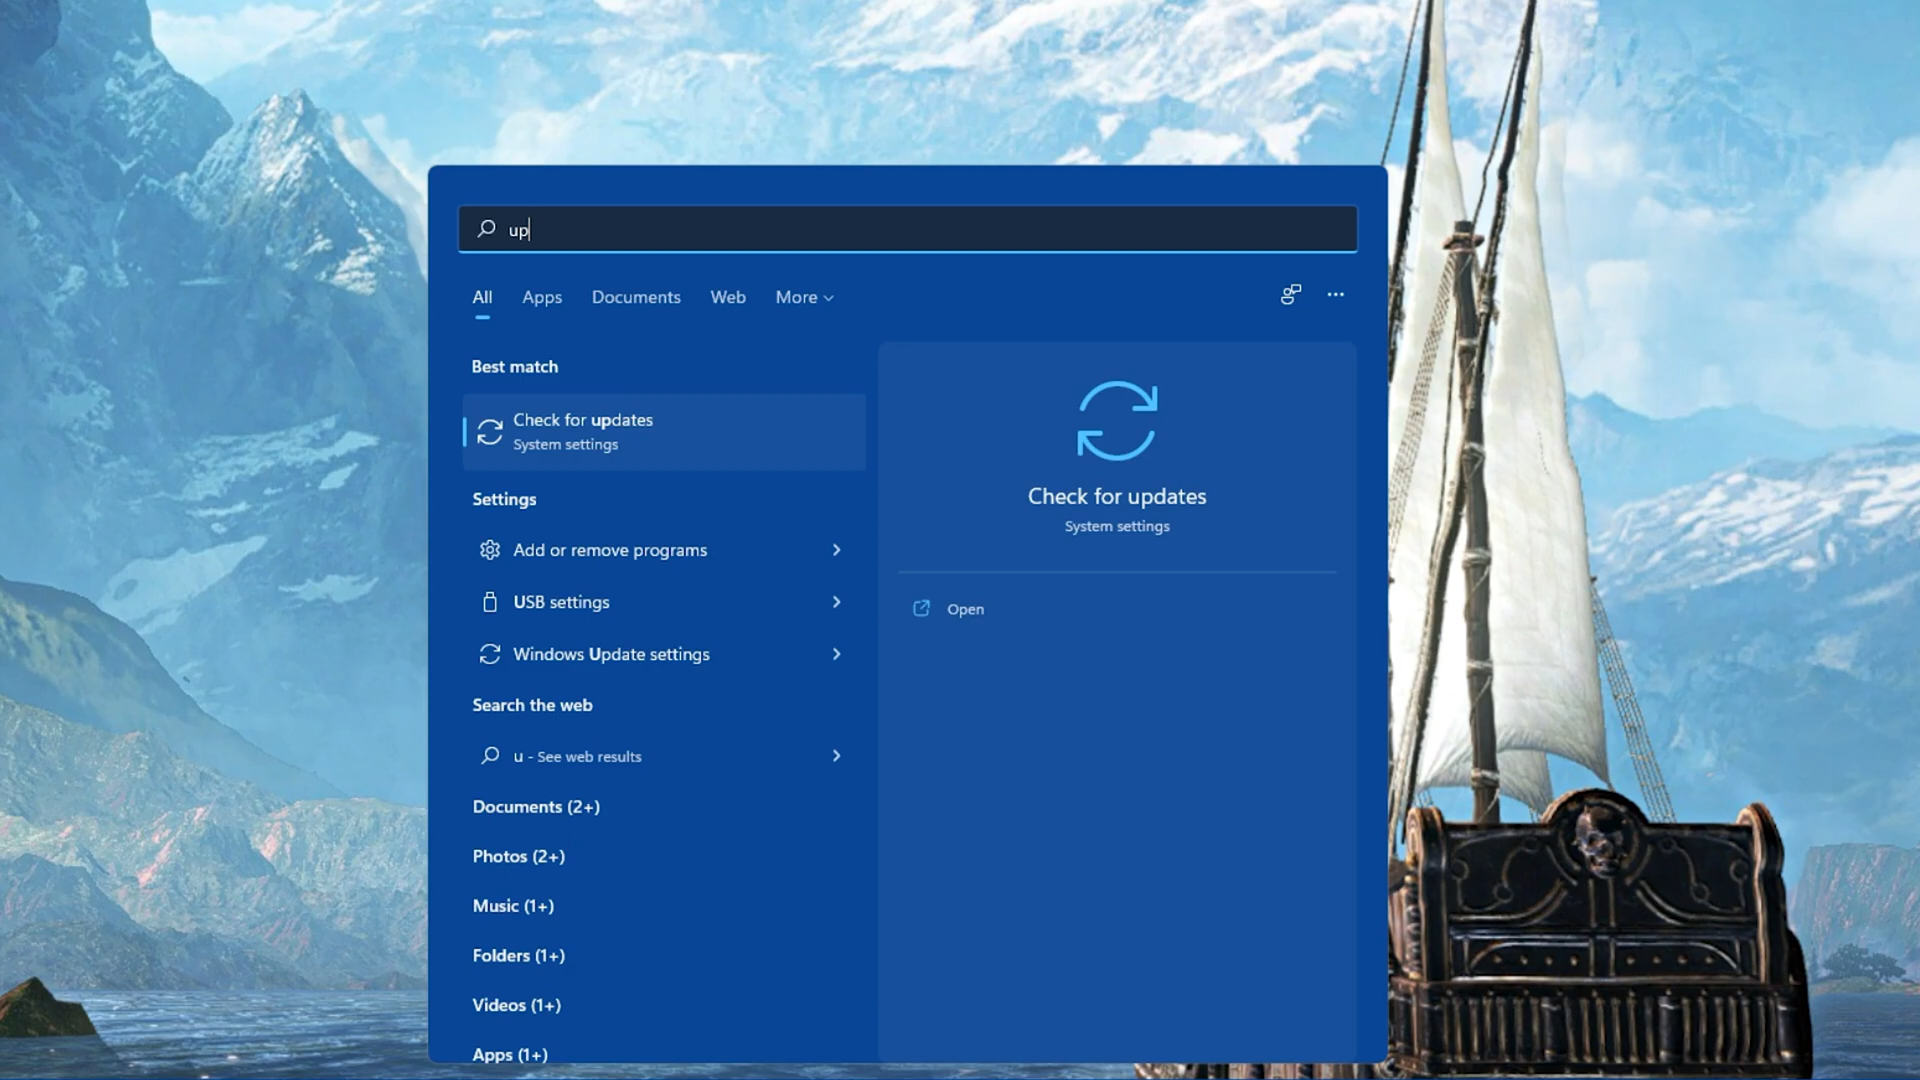 up
All Apps Documents Web More
Best match
Check for updates
System settings
Settings
Add or remove programs
USB settings
Windows Update settings
Search the web
u - See web results
Documents (2+)
Photos (2+)
Music (1+)
Folders (1+)
Videos (1+)
Apps (1+)
Check for updates
System settings
Open